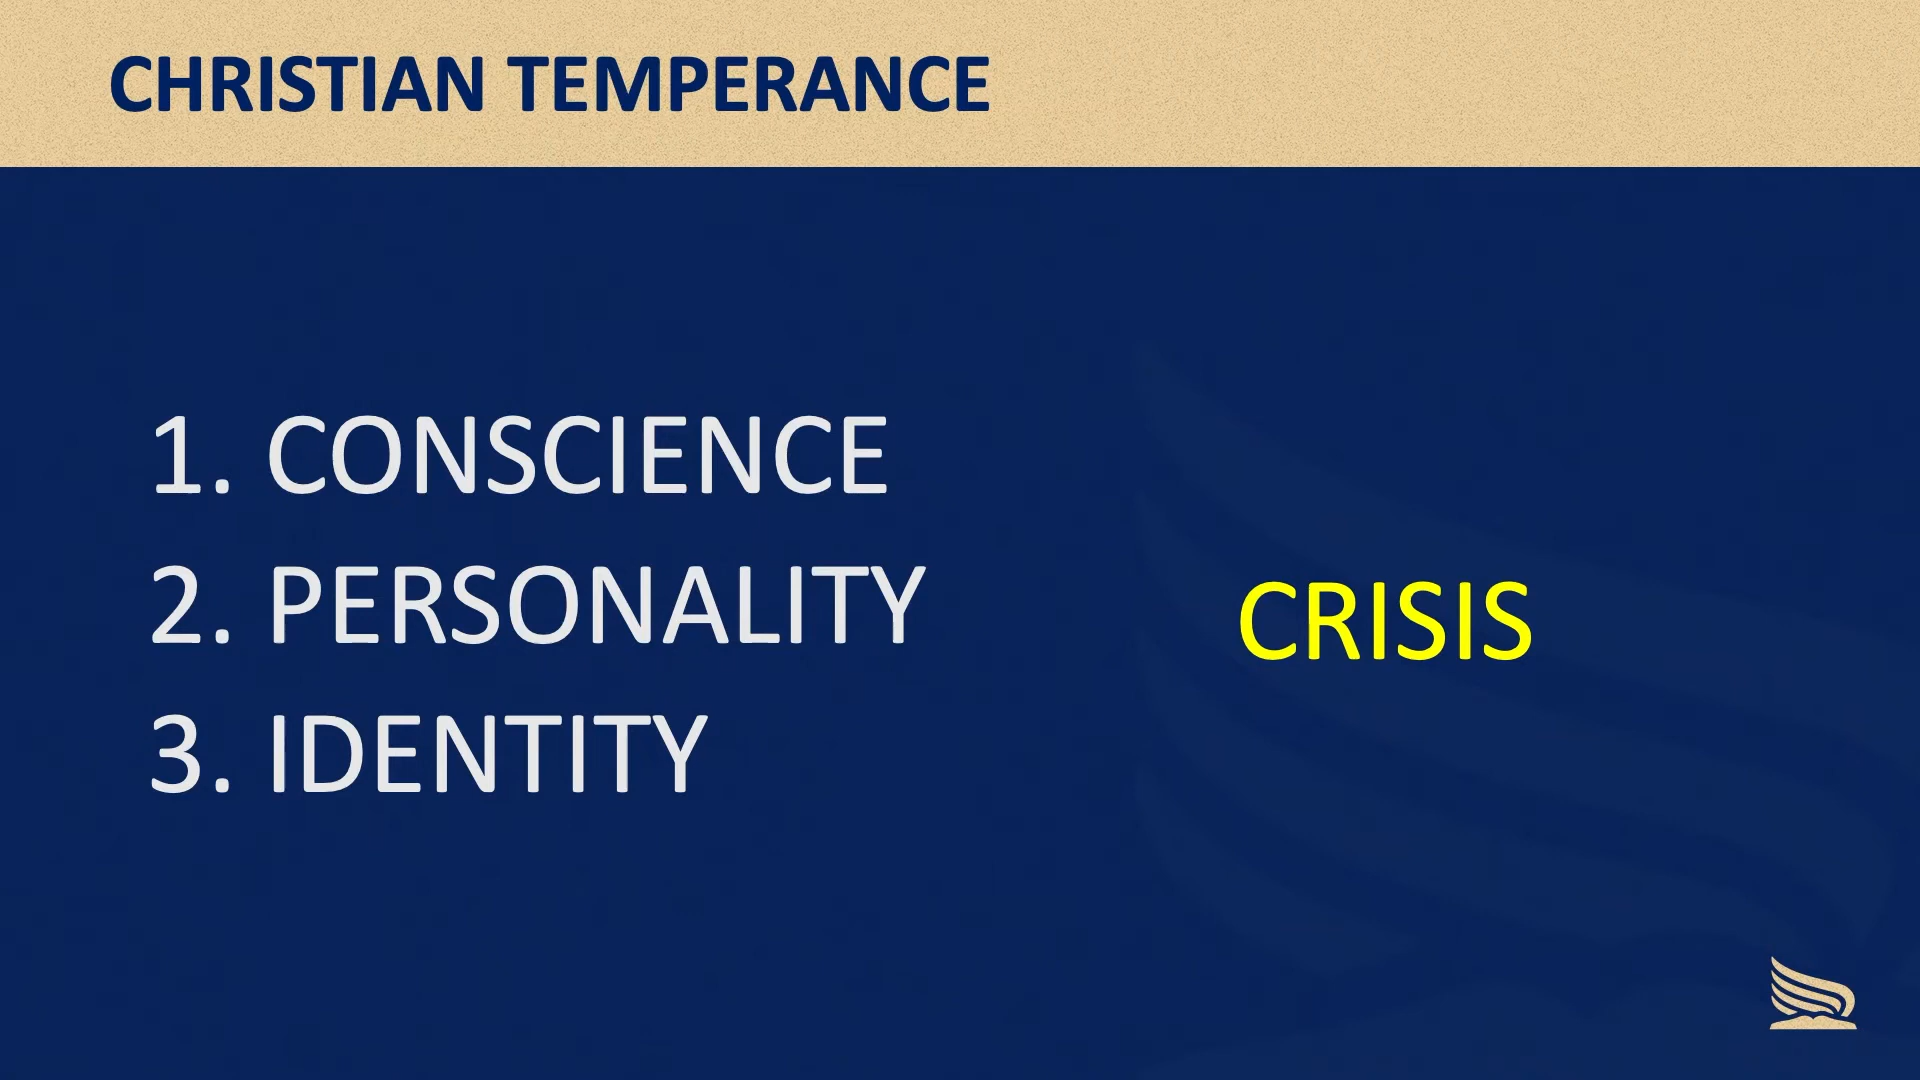 CHRISTIAN TEMPERANCE
1. CONSCIENCE
2. PERSONALITY
CRISIS
3. IDENTITY